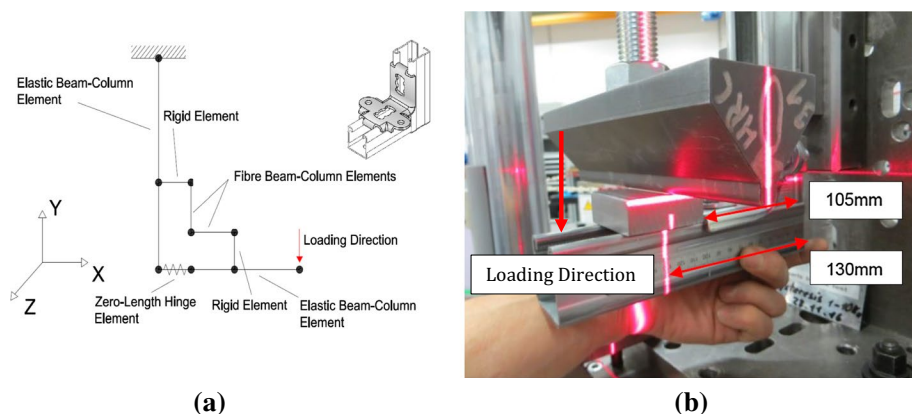 Elastic Beam-Column
Element
Rigid Element
Fibre Beam-Column Elements
Y
X
Z
Loading Direction
Zero-Length Hinge
Element
Rigid Element
Elastic Beam-Column
Element
(a)
105mm
Loading Direction
130mm
(b)